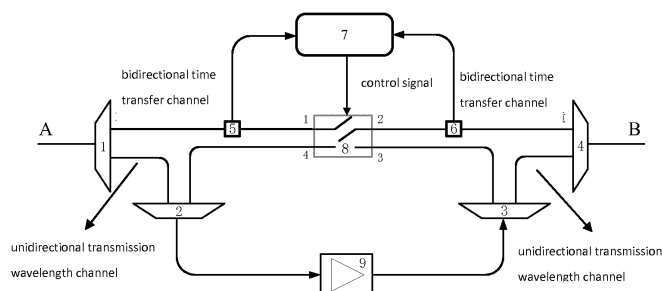 7
bidirectional time
transfer channel
control signal
bidirectional time
transfer channel
A
1
5
1
2
6
B
4
8
4
3
2
3
unidirectional transmission
wavelength channel
9
unidirectional transmission
wavelength channel